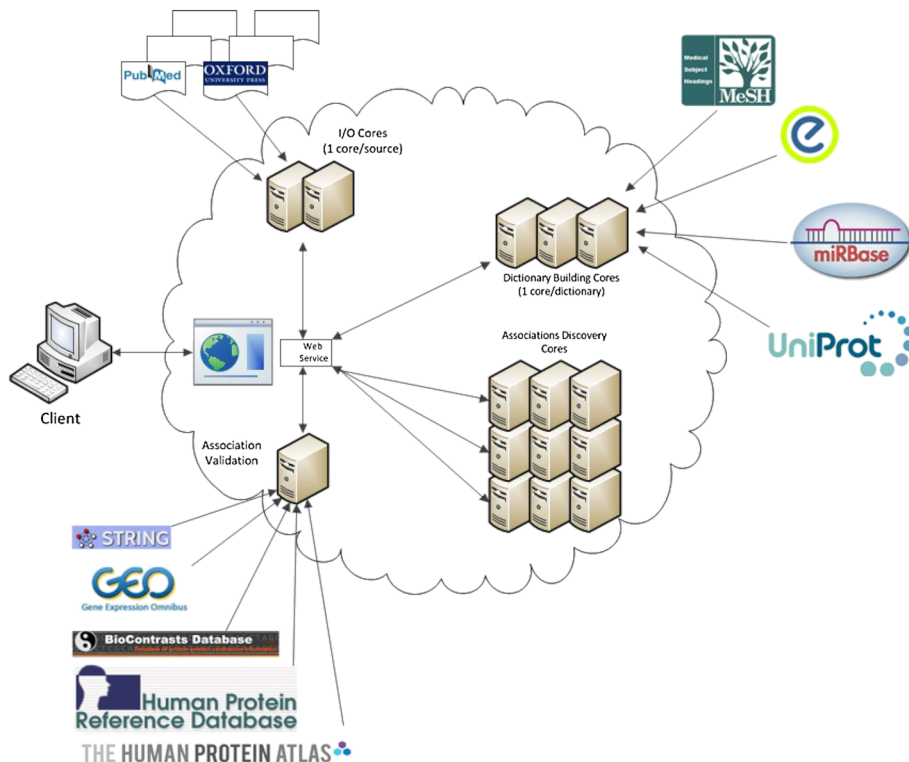 PubMed
OXFORD
UNIVERSITY PRESS
I/O Cores
(1 core/source)
Medical
Subject
Headings
MeSH
e
miRBase
UniProt
Dictionary Building Cores
(1 core/dictionary)
Associations Discovery
Cores
Web
Service
Client
Association
Validation
STRING
GEO
Gene Expression Omnibus
BioContrasts Database
Human Protein
Reference Database
THE HUMAN PROTEIN ATLAS